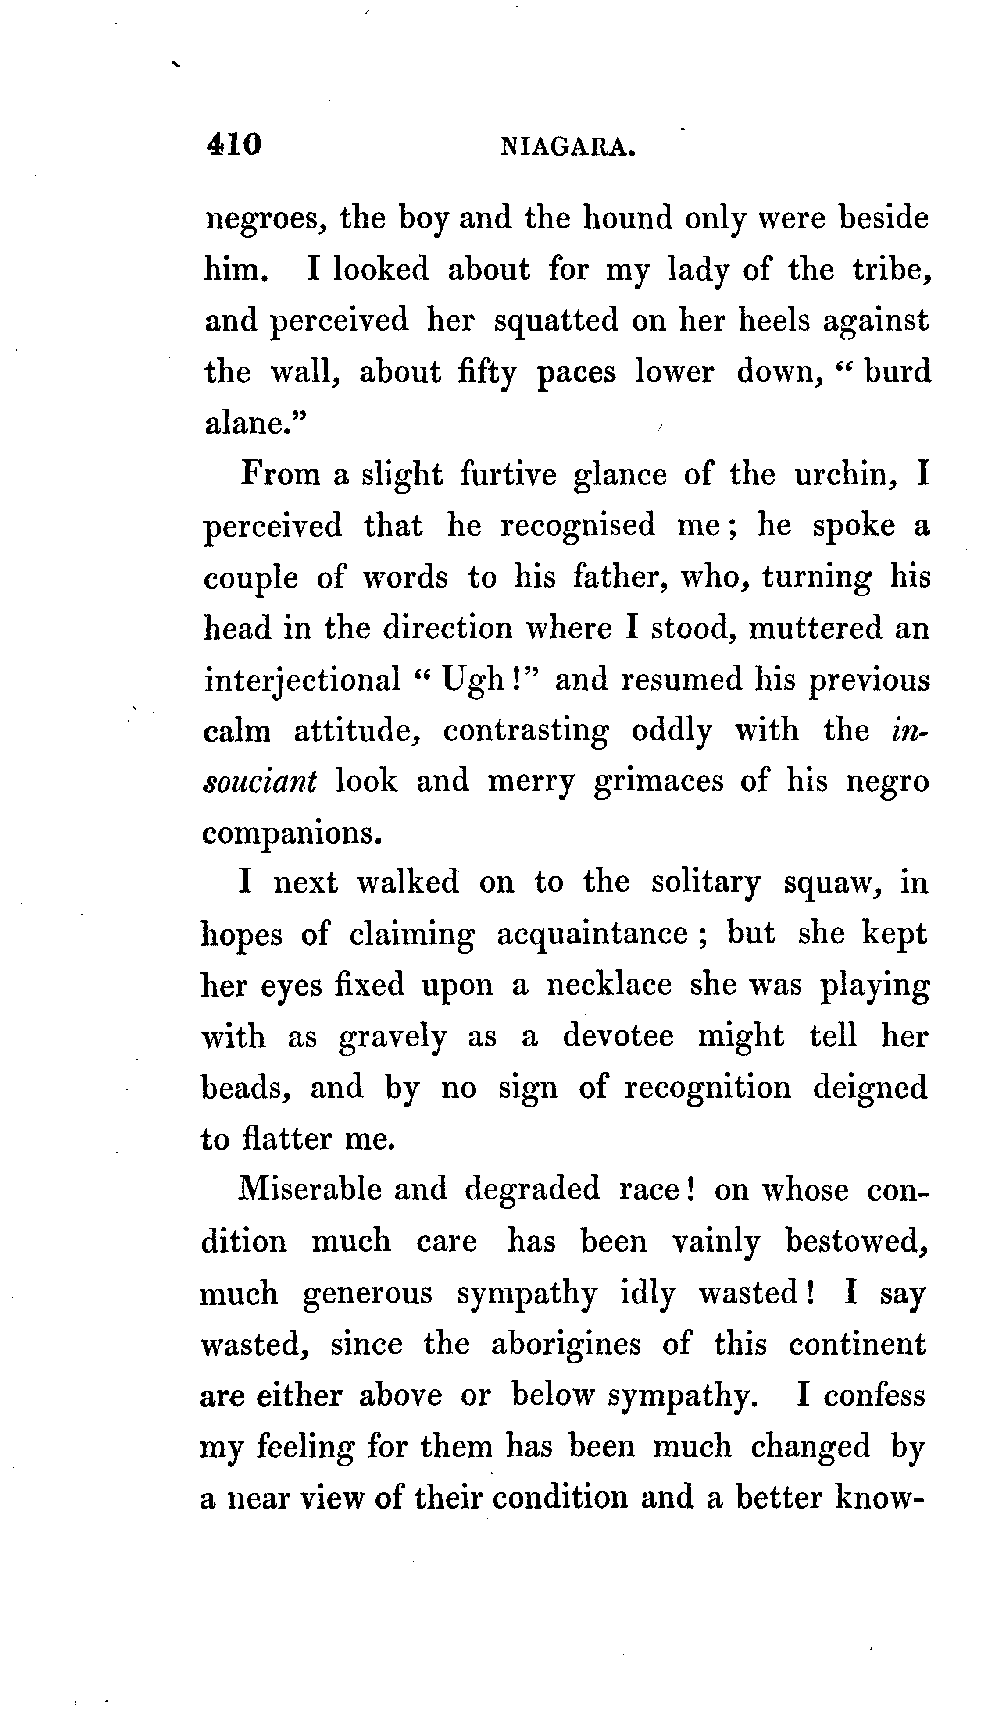 410 NIAGARA.
negroes, the boy and the hound only were beside
him. I looked about for my lady of the tribe,
and perceived her squatted on her heels against
the wall, about fifty paces lower down, “ burd
alane.”
From a slight furtive glance of the urchin, I
perceived that he recognised me ; he spoke a
couple of words to his father, who, turning his
head in the direction where I stood, muttered an
interjectional “ Ugh !” and resumed his previous
calm attitude, contrasting oddly with the in-
souciant look and merry grimaces of his negro
companions.
I next walked on to the solitary squaw, in
hopes of claiming acquaintance ; but she kept
her eyes fixed upon a necklace she was playing
with as gravely as a devotee might tell her
beads, and by no sign of recognition deigned
to flatter me.
Miserable and degraded race ! on whose con-
dition much care has been vainly bestowed,
much generous sympathy idly wasted ! I say
wasted, since the aborigines of this continent
are either above or below sympathy. I confess
my feeling for them has been much changed by
a near view of their condition and a better know-